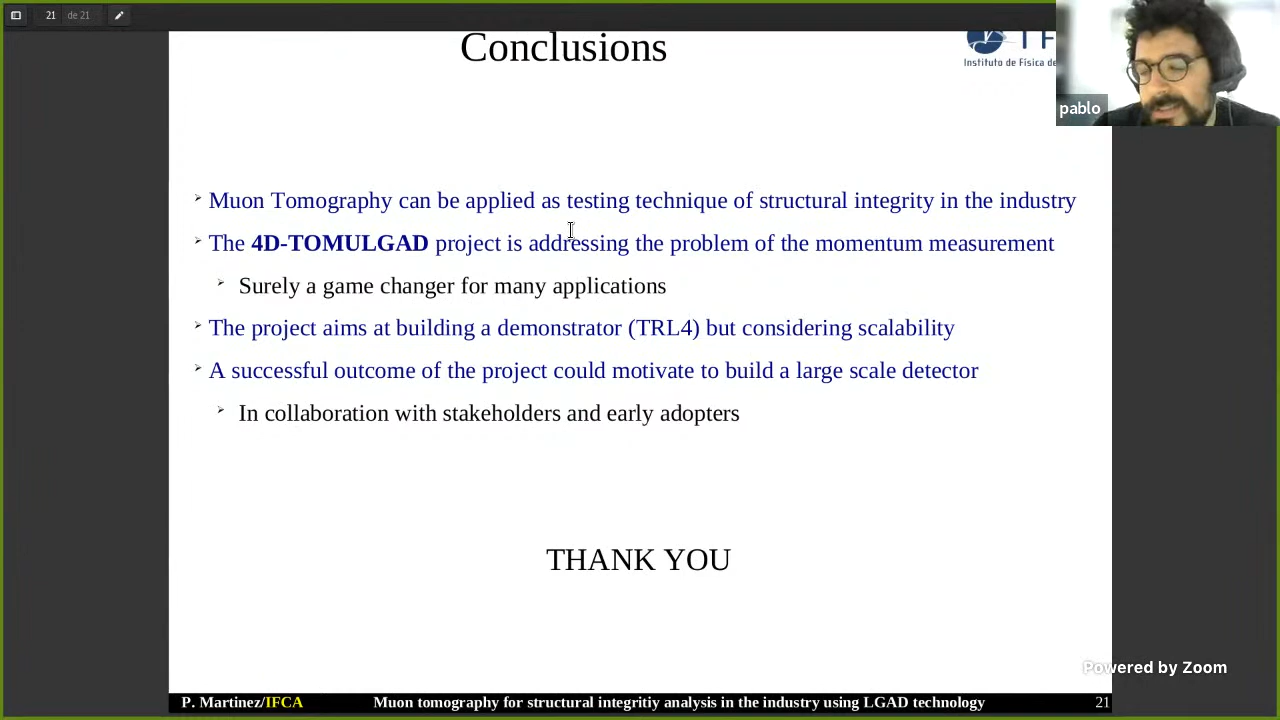 21 de 21
Conclusions
Instituto de Física de
pablo
Muon Tomography can be applied as testing technique of structural integrity in the industry
The 4D-TOMULGAD project is addressing the problem of the momentum measurement
Surely a game changer for many applications
The project aims at building a demonstrator (TRL4) but considering scalability
A successful outcome of the project could motivate to build a large scale detector
In collaboration with stakeholders and early adopters
THANK YOU
Powered by Zoom
P. Martinez/IFCA Muon tomography for structural integritiy analysis in the industry using LGAD technology 21